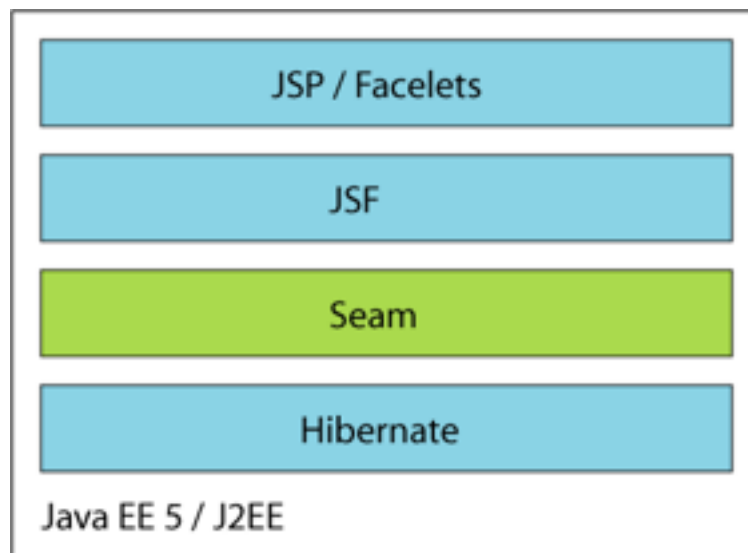 JSP / Facelets
JSF
Seam
Hibernate
Java EE 5 / J2EE